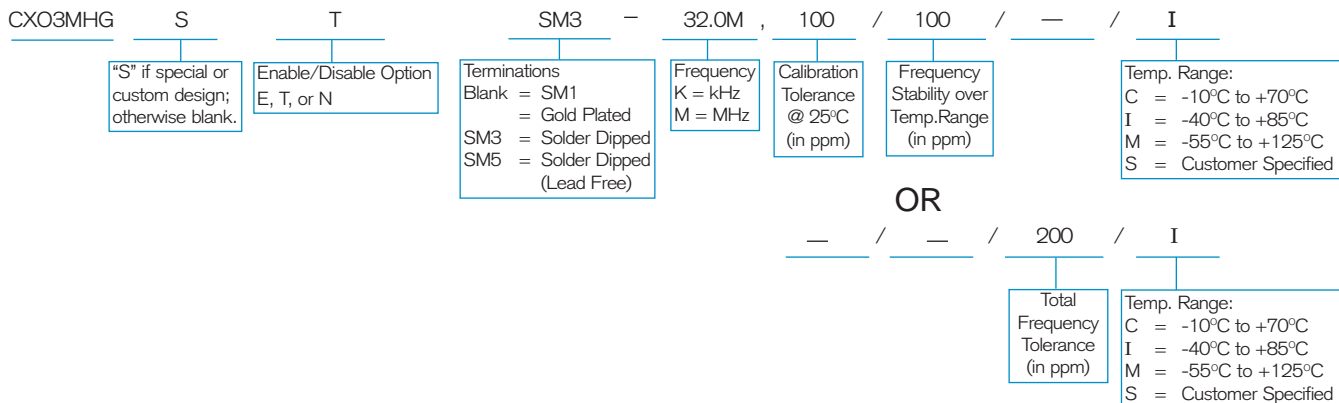 CXO3MHG S T SM3 – 32.0M , 100 / 100 / — / I
“S” if special or
custom design;
otherwise blank.
Enable/Disable Option
E, T, or N
Terminations
Blank = SM1
= Gold Plated
SM3 = Solder Dipped
SM5 = Solder Dipped
(Lead Free)
Frequency
K = kHz
M = MHz
Calibration
Tolerance
@ 25°C
(in ppm)
Frequency
Stability over
Temp.Range
(in ppm)
Temp. Range:
C = -10°C to +70°C
I = -40°C to +85°C
M = -55°C to +125°C
S = Customer Specified
OR
— / — / 200 / I
Total
Frequency
Tolerance
(in ppm)
Temp. Range:
C = -10°C to +70°C
I = -40°C to +85°C
M = -55°C to +125°C
S = Customer Specified